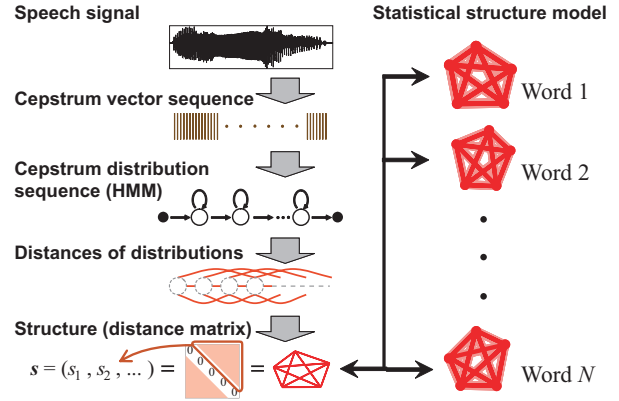 Speech signal
Cepstrum vector sequence
Cepstrum distribution
sequence (HMM)
Distances of distributions
Structure (distance matrix)
s = (s₁ , s₂ , ... ) = 0 0 0 0 0 =
Statistical structure model
Word 1
Word 2
Word N